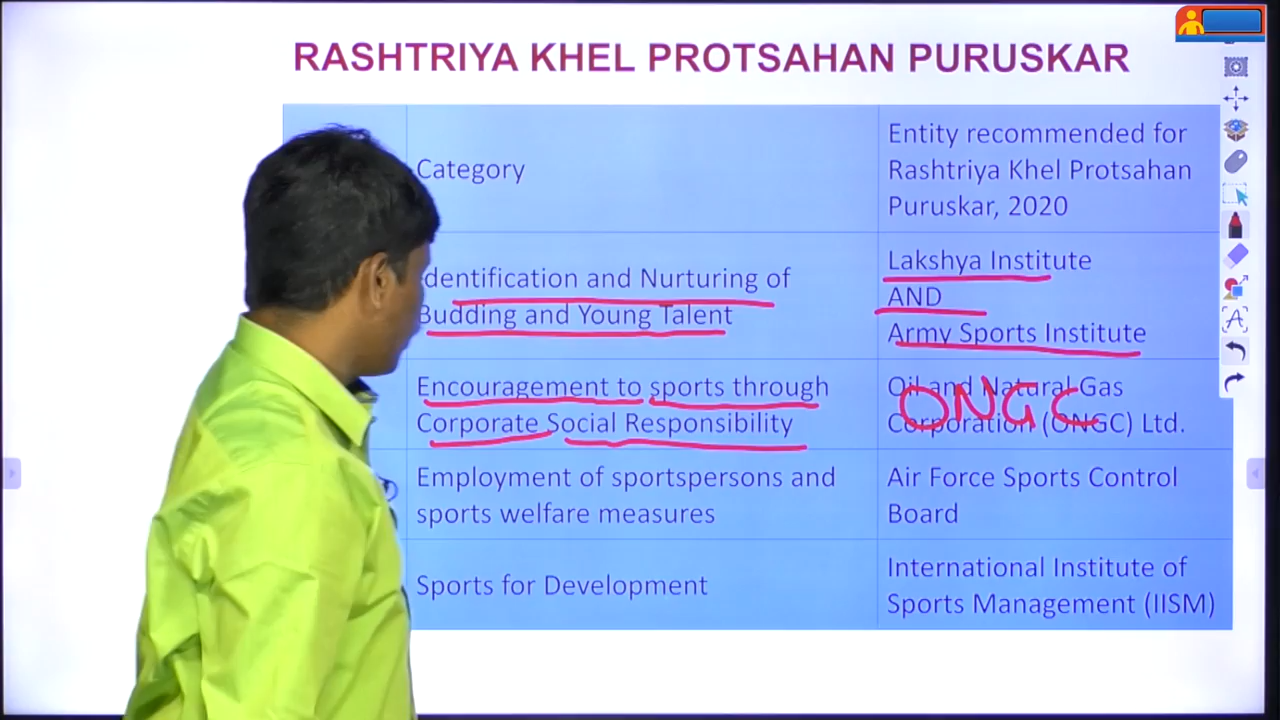 RASHTRIYA KHEL PROTSAHAN PURUSKAR
Category
Entity recommended for
Rashtriya Khel Protsahan
Puruskar, 2020
dentification and Nurturing of
Budding and Young Talent
Lakshya Institute
AND
Army Sports Institute
Encouragement to sports through
Corporate Social Responsibility
Oil and Natural Gas
Corporation (ONGC) Ltd.
ONGC
Employment of sportspersons and
sports welfare measures
Air Force Sports Control
Board
Sports for Development
International Institute of
Sports Management (IISM)
A